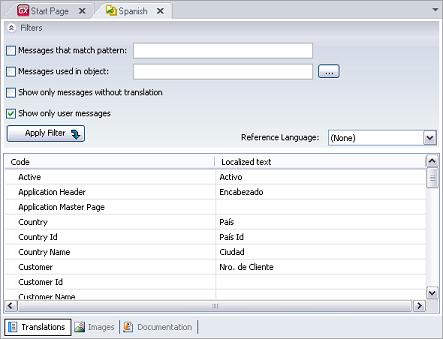 GX Start Page Spanish
Filters
Messages that match pattern:
Messages used in object: ...
Show only messages without translation
Show only user messages
Apply Filter Reference Language: (None)
Code Localized text
Active Activo
Application Header Encabezado
Application Master Page
Country País
Country Id País Id
Country Name Ciudad
Customer Nro. de Cliente
Customer Id
Customer Name
Translations Images Documentation